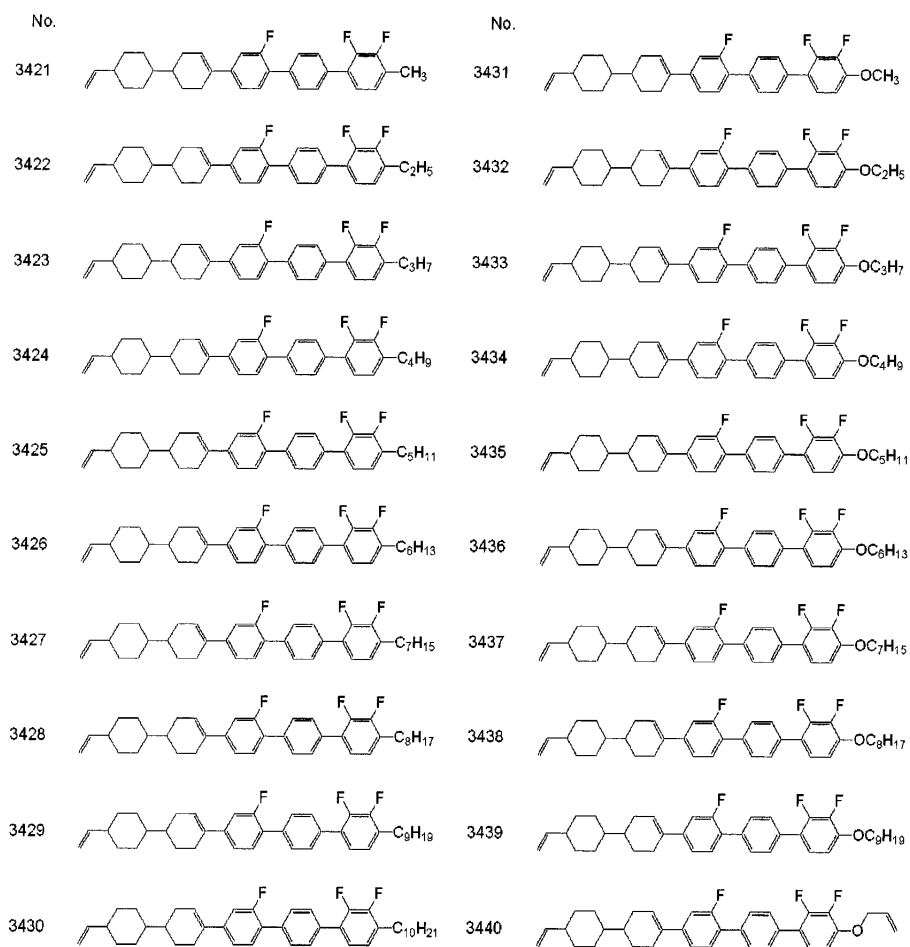 No.
3421
F
F F
CH3
3422
F
F F
C2H5
3423
F
F F
C3H7
3424
F
F F
C4H9
3425
F
F F
C5H11
3426
F
F F
C6H13
3427
F
F F
C7H15
3428
F
F F
C8H17
3429
F
F F
C9H19
3430
F
F F
C10H21
No.
3431
F
F F
OCH3
3432
F
F F
OC2H5
3433
F
F F
OC3H7
3434
F
F F
OC4H9
3435
F
F F
OC5H11
3436
F
F F
OC6H13
3437
F
F F
OC7H15
3438
F
F F
OC8H17
3439
F
F F
OC9H19
3440
F
F F
O